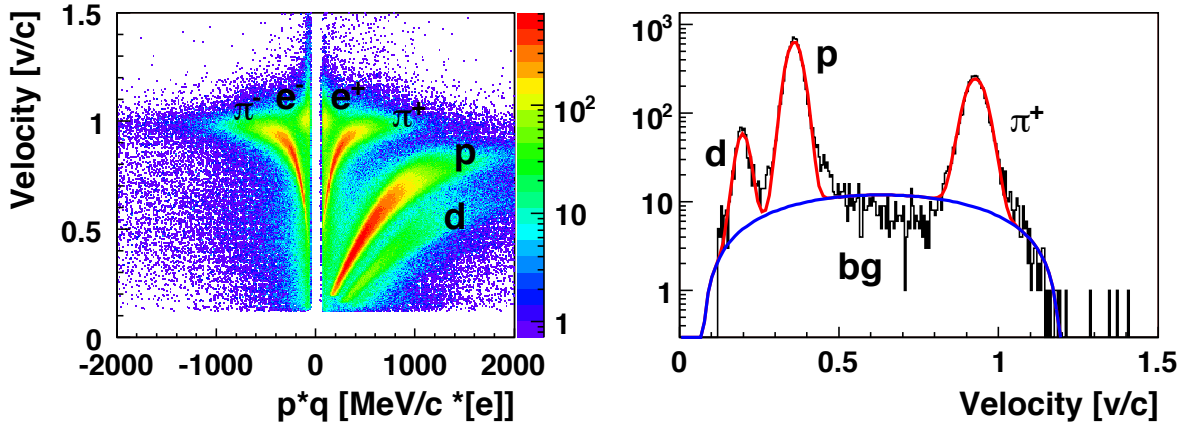 Velocity [v/c]
1.5
1
0.5
0
π⁻
e⁻
e⁺
π⁺
p
d
-2000
-1000
0
1000
2000
p*q [MeV/c *[e]]
10²
10
1
10³
10²
10
1
d
p
π⁺
bg
0
0.5
1
1.5
Velocity [v/c]